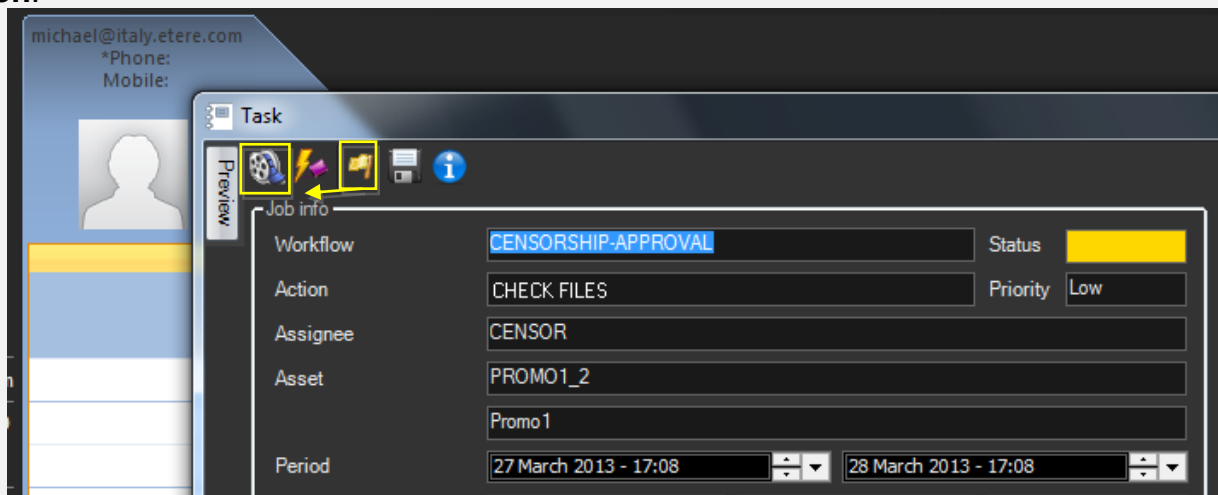 michael@italy.etere.com
*Phone:
Mobile:
Task
Preview
Job info
Workflow CENSORSHIP-APPROVAL Status
Action CHECK FILES Priority Low
Assignee CENSOR
Asset PROMO1_2
Promo1
Period 27 March 2013 - 17:08 28 March 2013 - 17:08